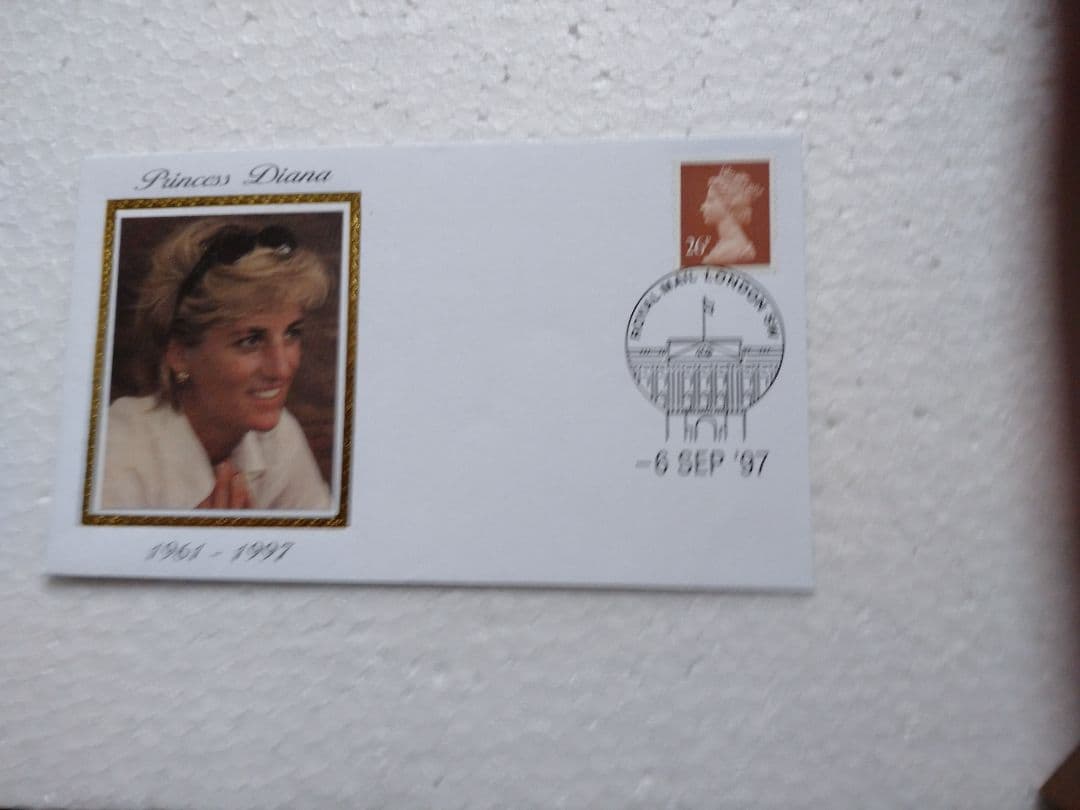 Princess Diana
26P
ROYAL MAIL LONDON SW
-6 SEP '97
1961 - 1997